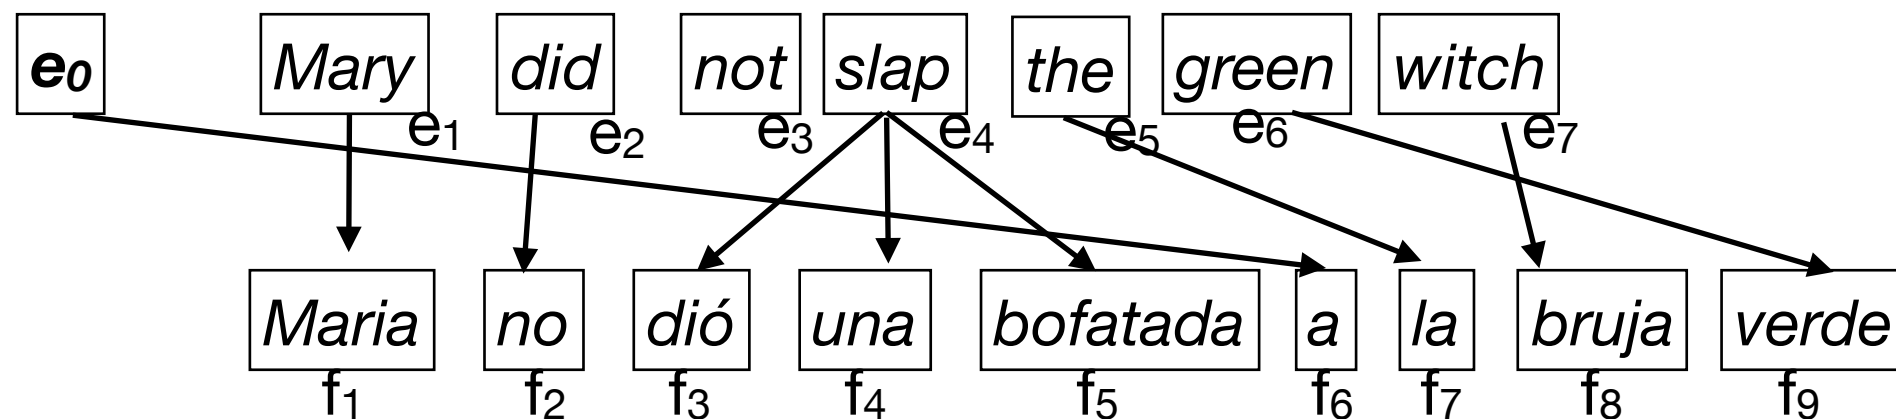 e0 Mary did not slap the green witch
e1 e2 e3 e4 e5 e6 e7
Maria no dió una bofatada a la bruja verde
f1 f2 f3 f4 f5 f6 f7 f8 f9